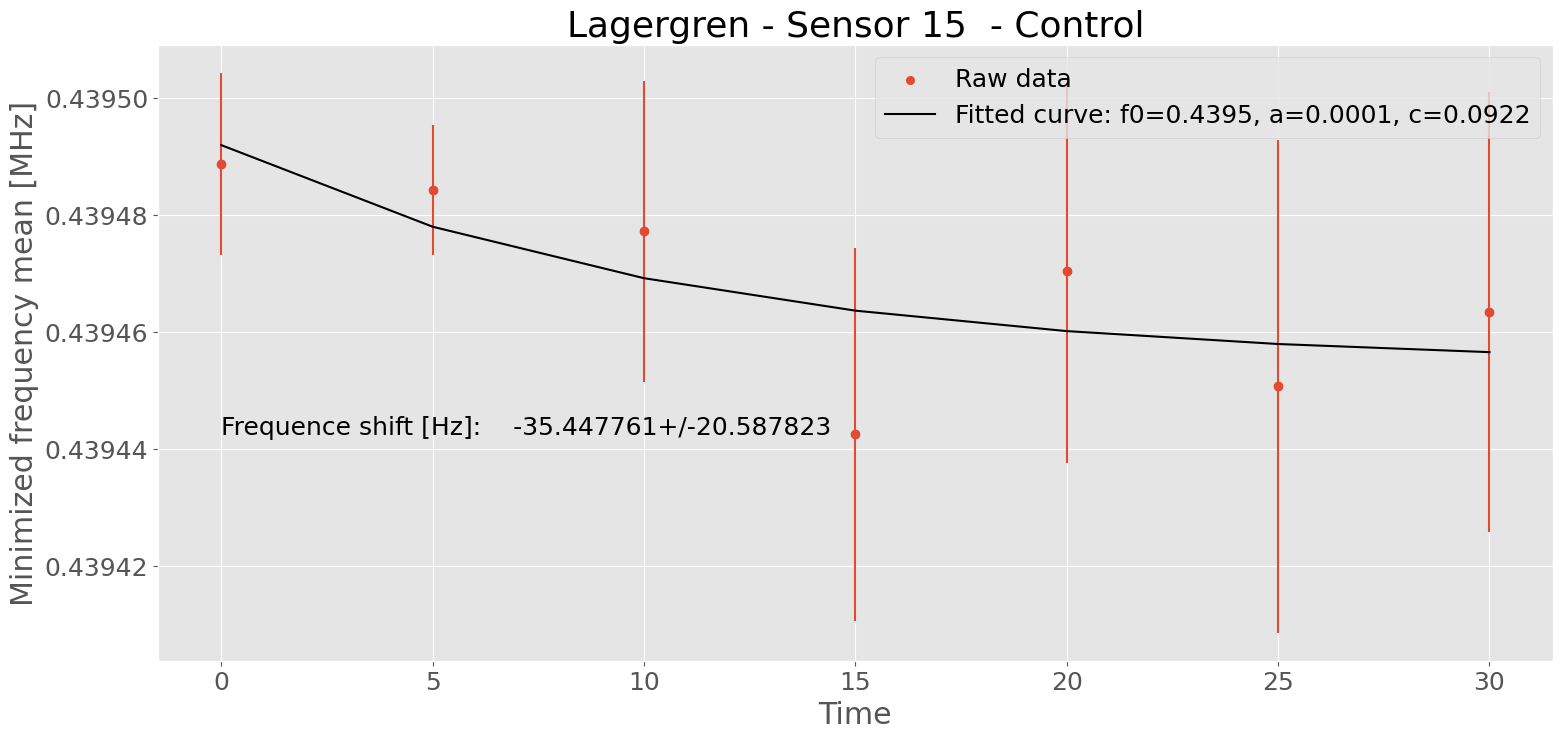 Lagergren - Sensor 15  - Control
Raw data
Fitted curve: f0=0.4395, a=0.0001, c=0.0922
Minimized frequency mean [MHz]
0.43950
0.43948
0.43946
0.43944
0.43942
Frequence shift [Hz]:    -35.447761+/-20.587823
0 5 10 15 20 25 30
Time